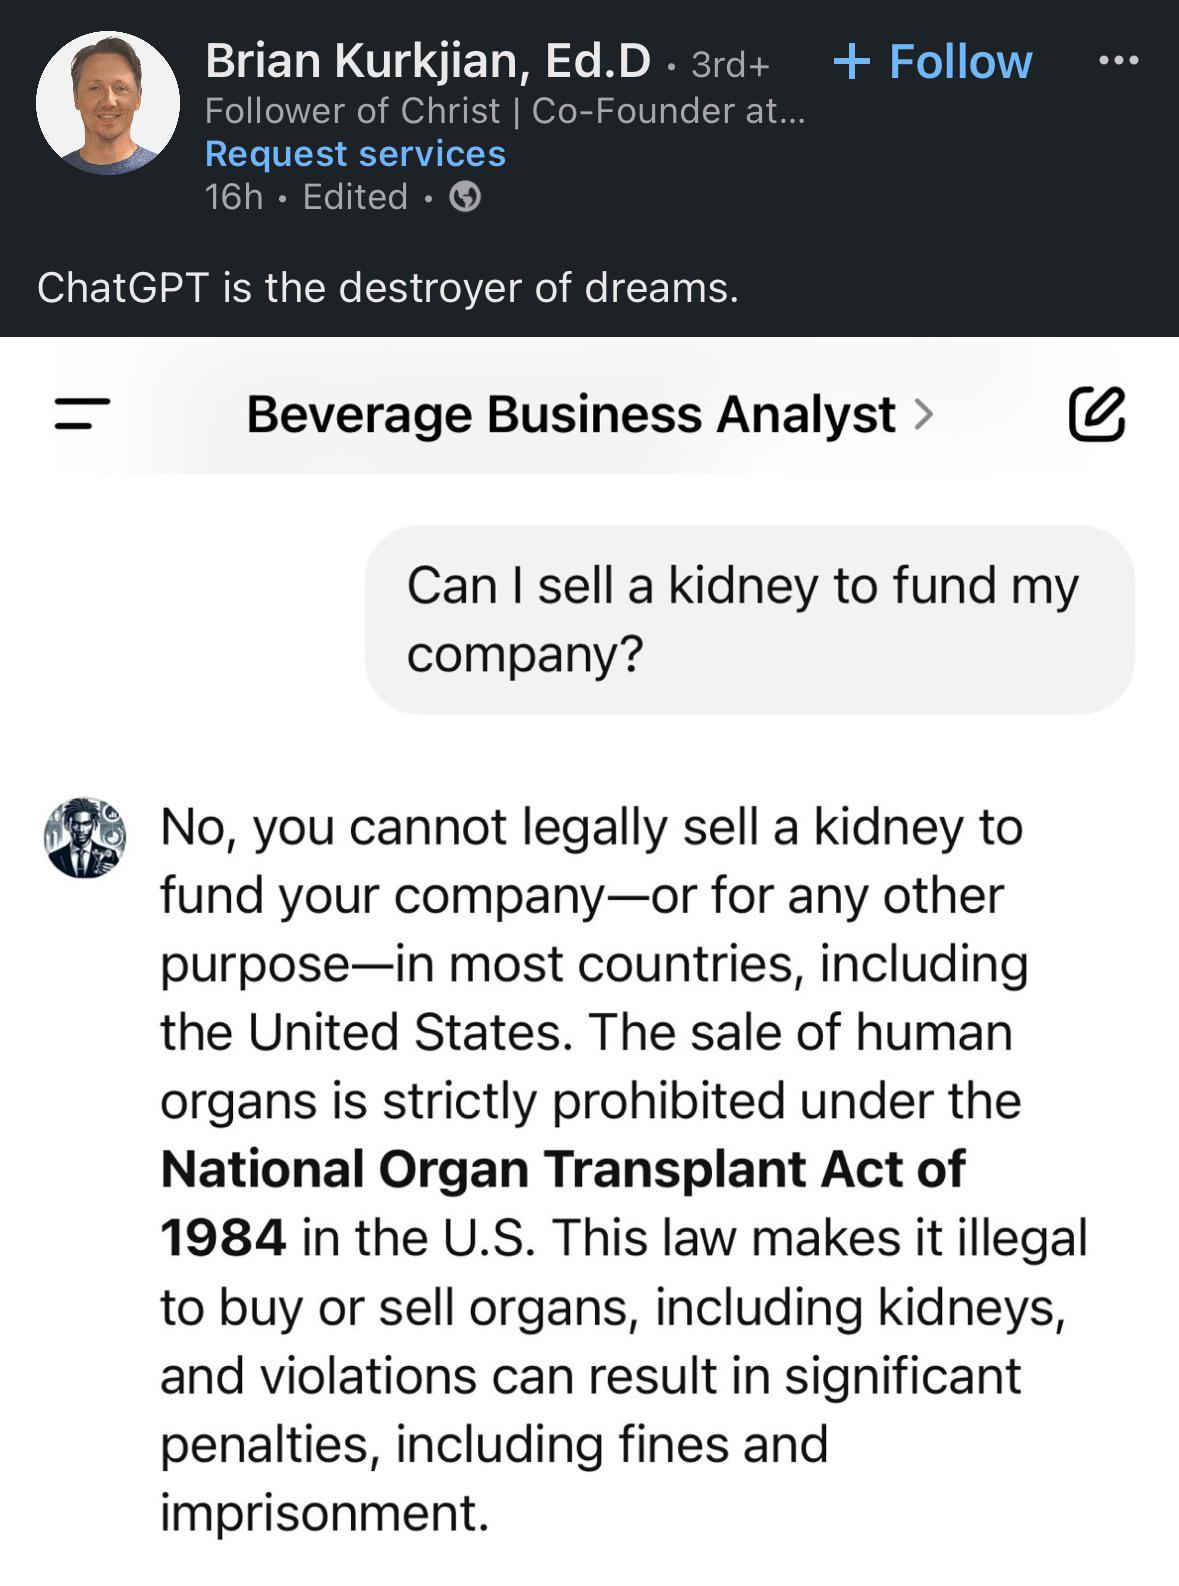 Brian Kurkjian, Ed.D • 3rd+ + Follow ...
Follower of Christ | Co-Founder at...
Request services
16h • Edited •
ChatGPT is the destroyer of dreams.
Beverage Business Analyst >
Can I sell a kidney to fund my
company?
No, you cannot legally sell a kidney to
fund your company—or for any other
purpose—in most countries, including
the United States. The sale of human
organs is strictly prohibited under the
National Organ Transplant Act of
1984 in the U.S. This law makes it illegal
to buy or sell organs, including kidneys,
and violations can result in significant
penalties, including fines and
imprisonment.